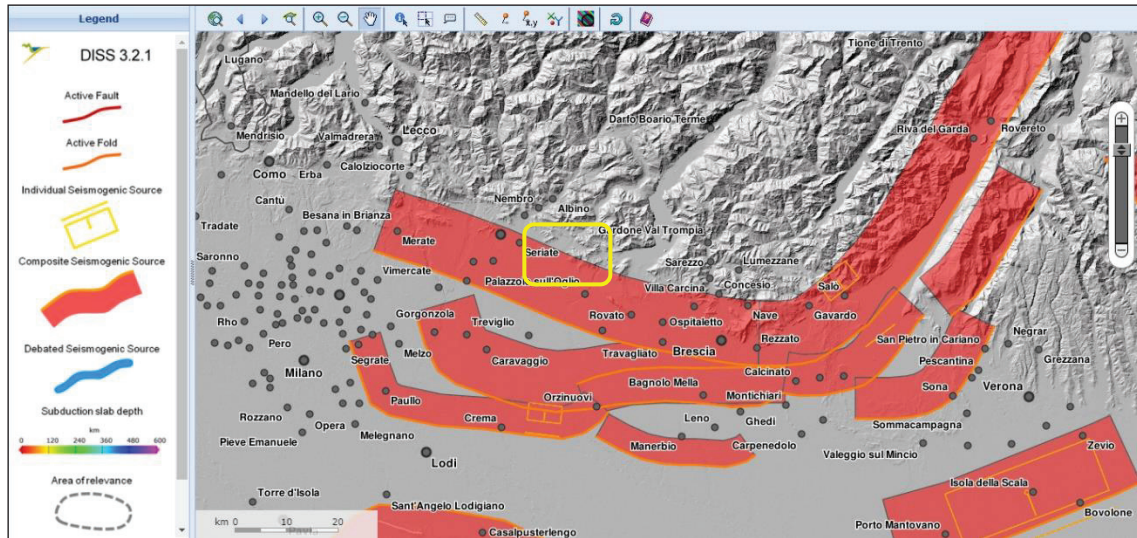 Legend
DISS 3.2.1
Active Fault
Active Fold
Individual Seismogenic Source
Composite Seismogenic Source
Debated Seismogenic Source
Subduction slab depth
km
0 120 240 360 480 600
Area of relevance
x,y
Tione di Trento
Lugano
Mandello del Lario
Darfo Boario Terme
Mendrisio
Valmadrera
Lecco
Riva del Garda
Rovereto
Como
Erba
Calolziocorte
Cantù
Besana in Brianza
Nembro
Albino
Tradate
Merate
Gardone Val Trompia
Seriate
Saronno
Vimercate
Sarezzo
Lumezzane
Palazzolo sull'Oglio
Villa Carcina
Concesio
Salò
Gorgonzola
Rovato
Ospitaletto
Nave
Gavardo
Rho
Treviglio
Negrar
Pero
Melzo
Travagliato
Brescia
Rezzato
San Pietro in Cariano
Segrate
Caravaggio
Pescantina
Grezzana
Milano
Bagnolo Mella
Calcinato
Sona
Verona
Paullo
Orzinuovi
Montichiari
Rozzano
Opera
Crema
Leno
Ghedi
Sommacampagna
Pieve Emanuele
Melegnano
Manerbio
Carpenedolo
Valeggio sul Mincio
Zevio
Lodi
Torre d'Isola
Sant'Angelo Lodigiano
Isola della Scala
km 0 10 20
Casalpusterlengo
Porto Mantovano
Bovolone